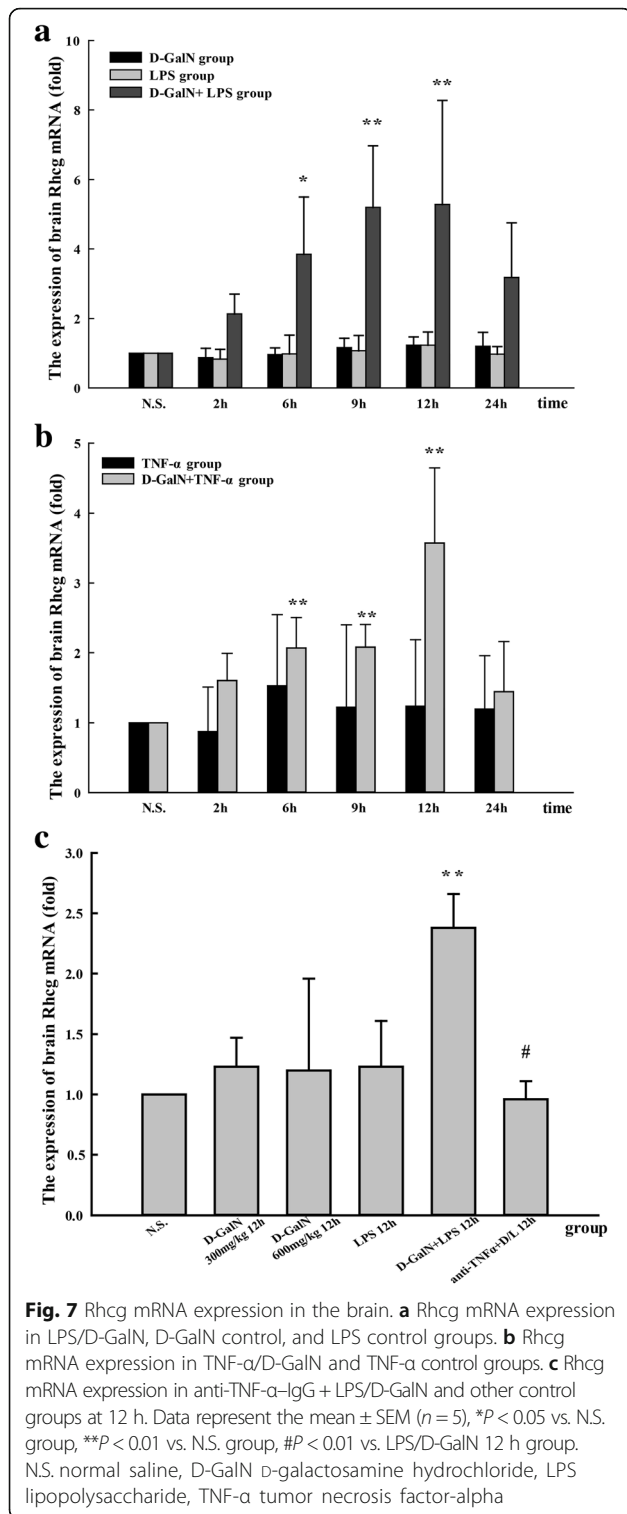 a
The expression of brain Rhcg mRNA (fold)
10
8
6
4
2
0
D-GalN group
LPS group
D-GalN+ LPS group
*
**
**
N.S.
2h
6h
9h
12h
24h
time
b
The expression of brain Rhcg mRNA (fold)
5
4
3
2
1
0
TNF-α group
D-GalN+TNF-α group
**
**
**
N.S.
2h
6h
9h
12h
24h
time
c
The expression of brain Rhcg mRNA (fold)
3.0
2.5
2.0
1.5
1.0
0.5
0.0
**
#
N.S.
D-GalN
300mg/kg 12h
D-GalN
600mg/kg 12h
LPS 12h
D-GalN+LPS 12h
anti-TNFα+D/L 12h
group
Fig. 7 Rhcg mRNA expression in the brain. a Rhcg mRNA expression
in LPS/D-GalN, D-GalN control, and LPS control groups. b Rhcg
mRNA expression in TNF-α/D-GalN and TNF-α control groups. c Rhcg
mRNA expression in anti-TNF-α–IgG + LPS/D-GalN and other control
groups at 12 h. Data represent the mean ± SEM (n = 5), *P < 0.05 vs. N.S.
group, **P < 0.01 vs. N.S. group, #P < 0.01 vs. LPS/D-GalN 12 h group.
N.S. normal saline, D-GalN D-galactosamine hydrochloride, LPS
lipopolysaccharide, TNF-α tumor necrosis factor-alpha